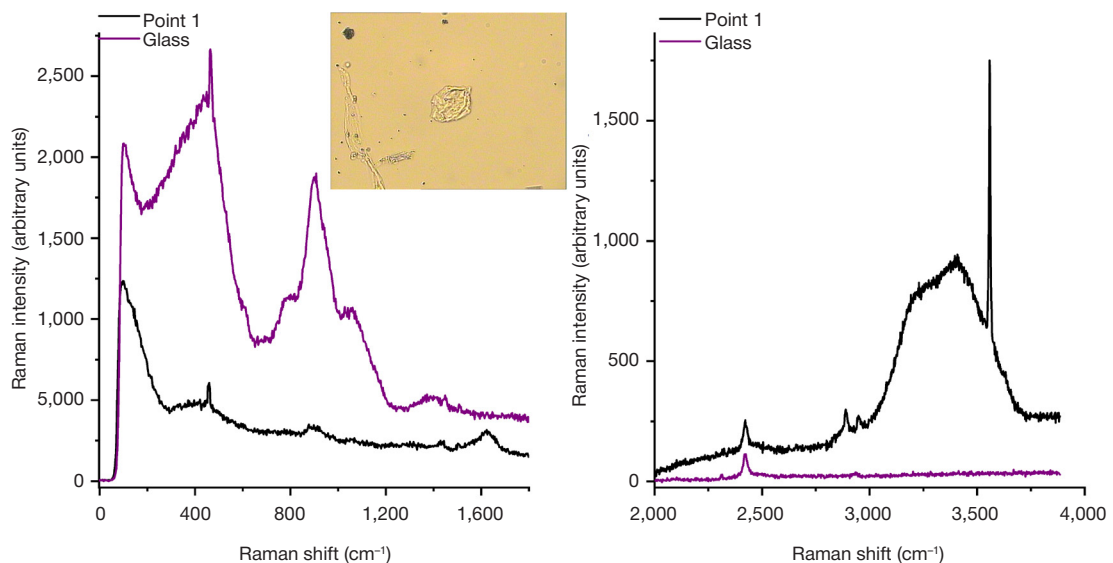 Point 1
Glass
2,500
2,000
1,500
1,000
5,000
0
Raman intensity (arbitrary units)
0
400
800
1,200
1,600
Raman shift (cm⁻¹)
Point 1
Glass
1,500
1,000
500
0
Raman intensity (arbitrary units)
2,000
2,500
3,000
3,500
4,000
Raman shift (cm⁻¹)